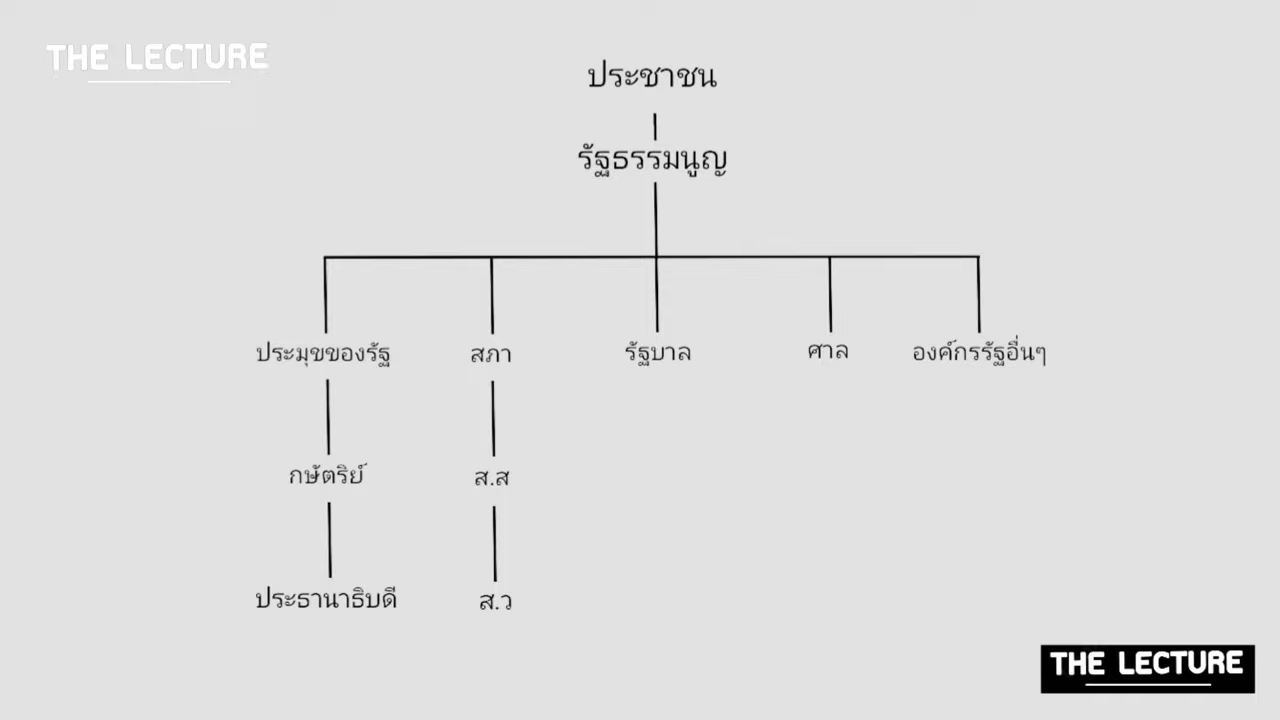 THE LECTURE
ประชาชน
รัฐธรรมนูญ
ประมุขของรัฐ สภา รัฐบาล ศาล องค์กรรัฐอื่นๆ
กษัตริย์ ส.ส
ประธานาธิบดี ส.ว
THE LECTURE